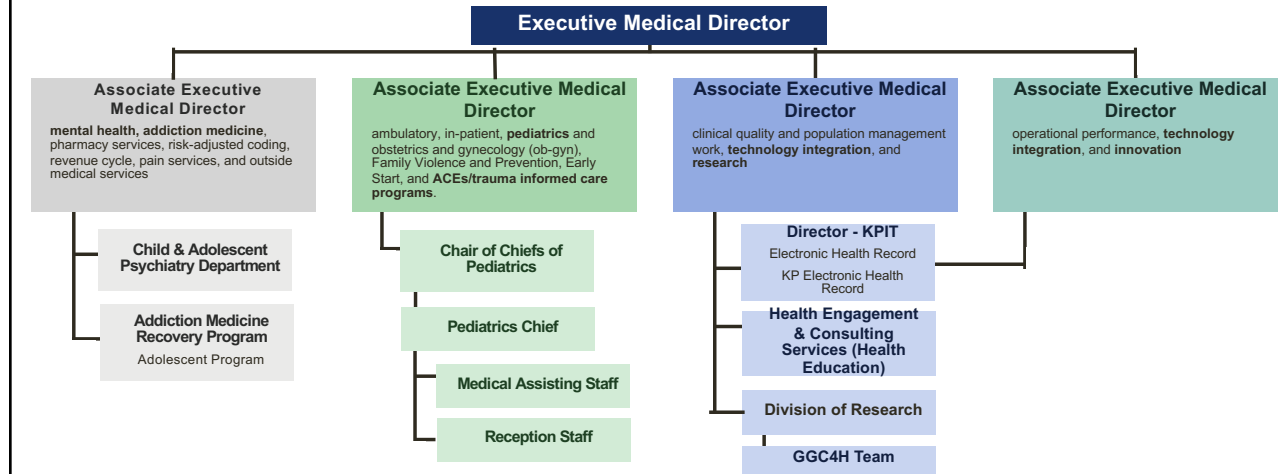 Executive Medical Director
Associate Executive
Medical Director
mental health, addiction medicine,
pharmacy services, risk-adjusted coding,
revenue cycle, pain services, and outside
medical services
Child & Adolescent
Psychiatry Department
Addiction Medicine
Recovery Program
Adolescent Program
Associate Executive Medical
Director
ambulatory, in-patient, pediatrics and
obstetrics and gynecology (ob-gyn),
Family Violence and Prevention, Early
Start, and ACEs/trauma informed care
programs.
Chair of Chiefs of
Pediatrics
Pediatrics Chief
Medical Assisting Staff
Reception Staff
Associate Executive Medical
Director
clinical quality and population management
work, technology integration, and
research
Director - KPIT
Electronic Health Record
KP Electronic Health
Record
Health Engagement
& Consulting
Services (Health
Education)
Division of Research
GGC4H Team
Associate Executive Medical
Director
operational performance, technology
integration, and innovation